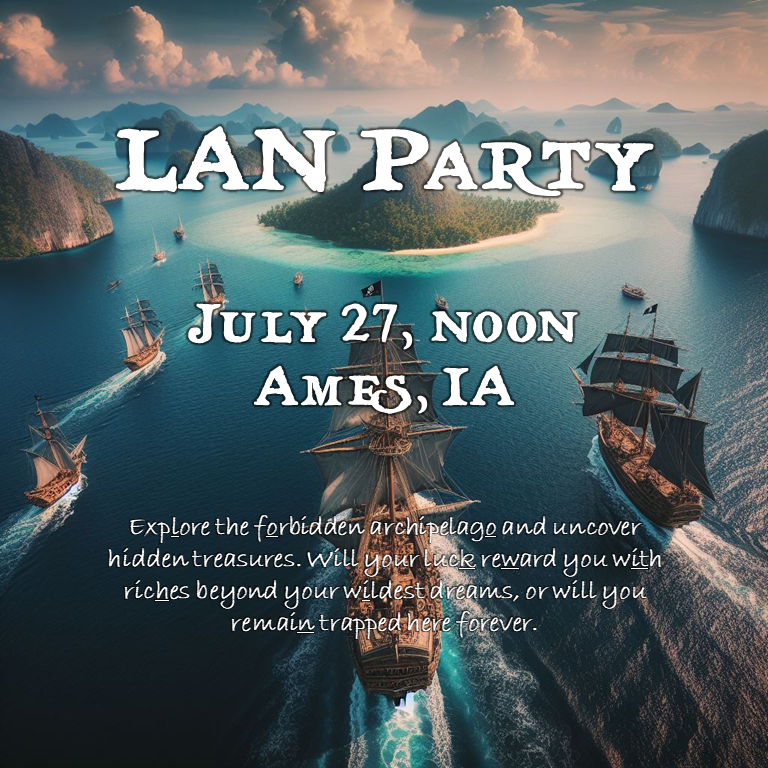 LAN Party
July 27, noon
Ames, IA
Explore the forbidden archipelago and uncover
hidden treasures. Will your luck reward you with
riches beyond your wildest dreams, or will you
remain trapped here forever.